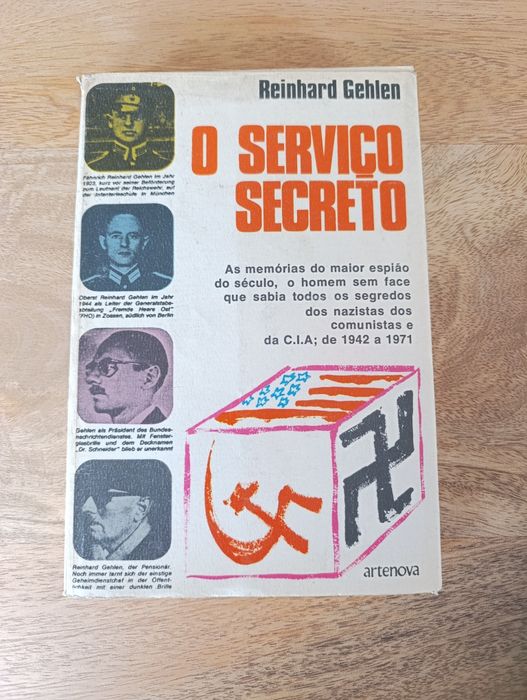 Reinhard Gehlen
O SERVIÇO
SECRETO
As memórias do maior espião
do século, o homem sem face
que sabia todos os segredos
dos nazistas dos
comunistas e
da C.I.A; de 1942 a 1971
Fähnrich Reinhard Gehlen im Jahr
1923, kurz vor seiner Beförderung
zum Leutnant der Reichswehr, auf
der Infanterieschule in München
Oberst Reinhard Gehlen im Jahr
1944 als Leiter der Generalstabs-
abteilung „Fremde Heere Ost"
(FHO) in Zossen, südlich von Berlin
Gehlen als Präsident des Bundes-
nachrichtendienstes. Mit Fenster-
glasbrille und dem Decknamen
„Dr. Schneider" blieb er unerkannt
Reinhard Gehlen, der Pensionär.
Noch immer tarnt sich der einstige
Geheimdienstchef in der Öffent-
lichkeit mit einer dunklen Brille
artenova